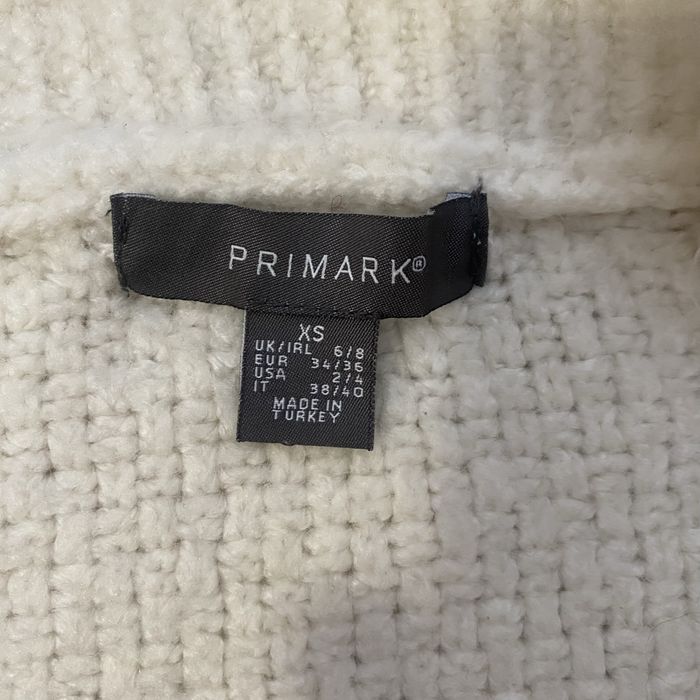 PRIMARK®
XS
UK/IRL 6/8
EUR 34/36
USA 2/4
IT 38/40
MADE IN
TURKEY